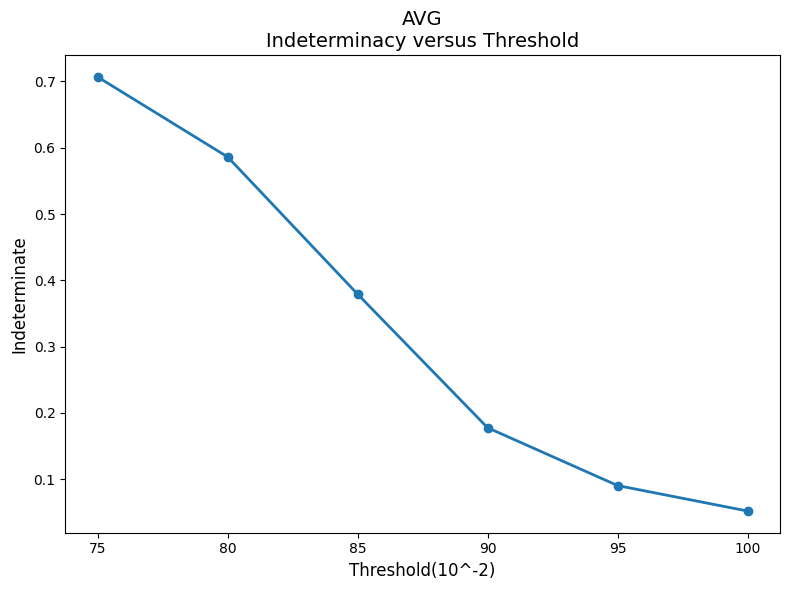 AVG
Indeterminacy versus Threshold
0.7
0.6
0.5
0.4
0.3
0.2
0.1
Indeterminate
75 80 85 90 95 100
Threshold(10^-2)